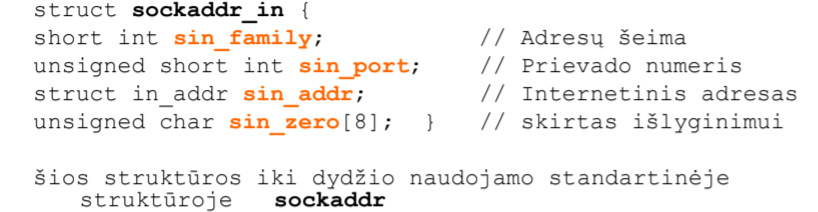 struct sockaddr_in {
short int sin_family; // Adresų šeima
unsigned short int sin_port; // Prievado numeris
struct in_addr sin_addr; // Internetinis adresas
unsigned char sin_zero[8]; } // skirtas išlyginimui
šios struktūros iki dydžio naudojamo standartinėje
struktūroje sockaddr